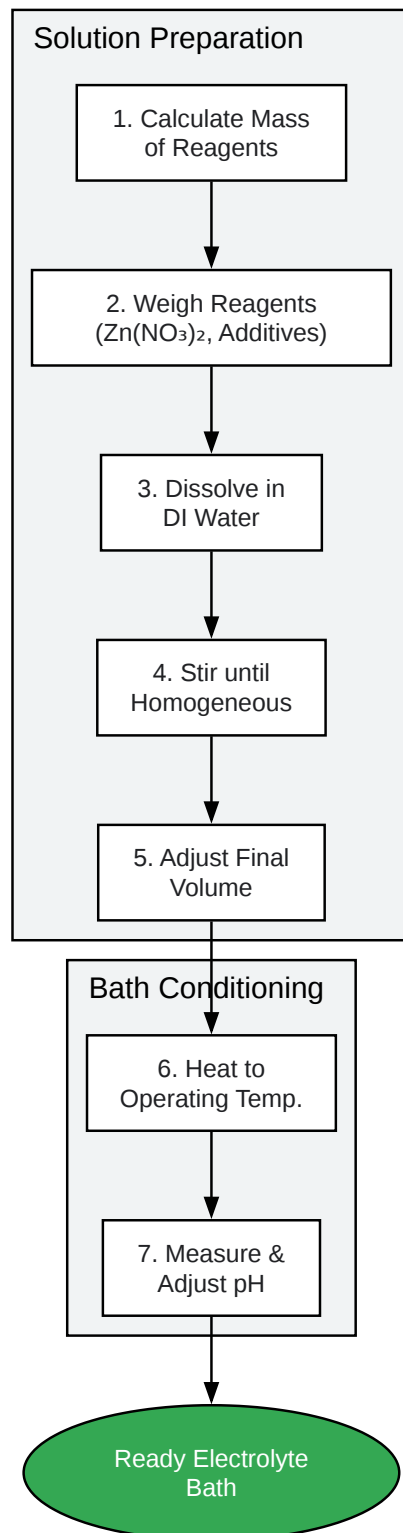 Solution Preparation
1. Calculate Mass
of Reagents
2. Weigh Reagents
(Zn(NO₃)₂, Additives)
3. Dissolve in
DI Water
4. Stir until
Homogeneous
5. Adjust Final
Volume
Bath Conditioning
6. Heat to
Operating Temp.
7. Measure &
Adjust pH
Ready Electrolyte
Bath